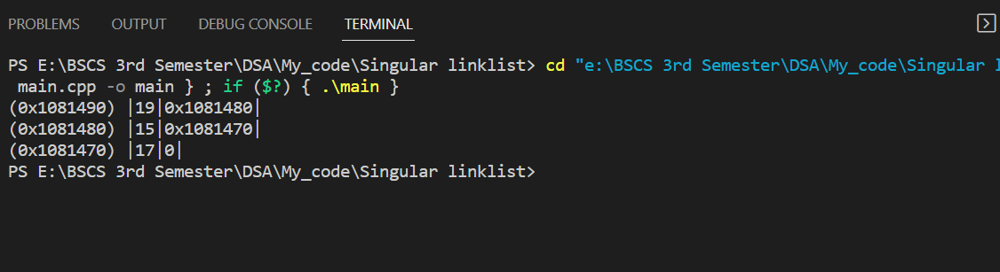 PROBLEMS OUTPUT DEBUG CONSOLE TERMINAL
PS E:\BSCS 3rd Semester\DSA\My_code\Singular linklist> cd "e:\BSCS 3rd Semester\DSA\My_code\Singular
main.cpp -o main } ; if ($?) { .\main }
(0x1081490) |19|0x1081480|
(0x1081480) |15|0x1081470|
(0x1081470) |17|0|
PS E:\BSCS 3rd Semester\DSA\My_code\Singular linklist>